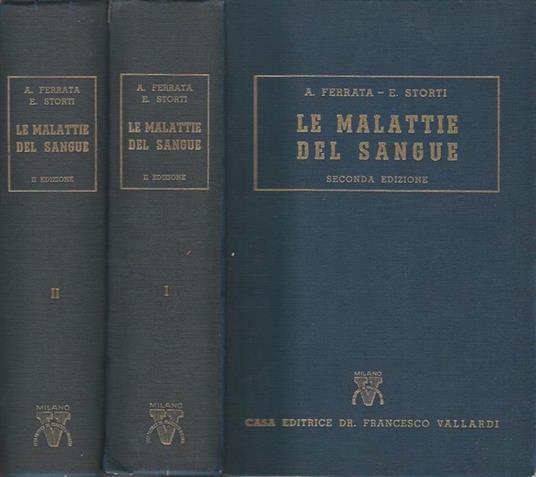 A. FERRATA
E. STORTI
LE MALATTIE
DEL SANGUE
II EDIZIONE
II
MILANO
V
A. FERRATA
E. STORTI
LE MALATTIE
DEL SANGUE
II EDIZIONE
I
MILANO
V
A. FERRATA - E. STORTI
LE MALATTIE
DEL SANGUE
SECONDA EDIZIONE
MILANO
V
CASA EDITRICE DR. FRANCESCO VALLARDI